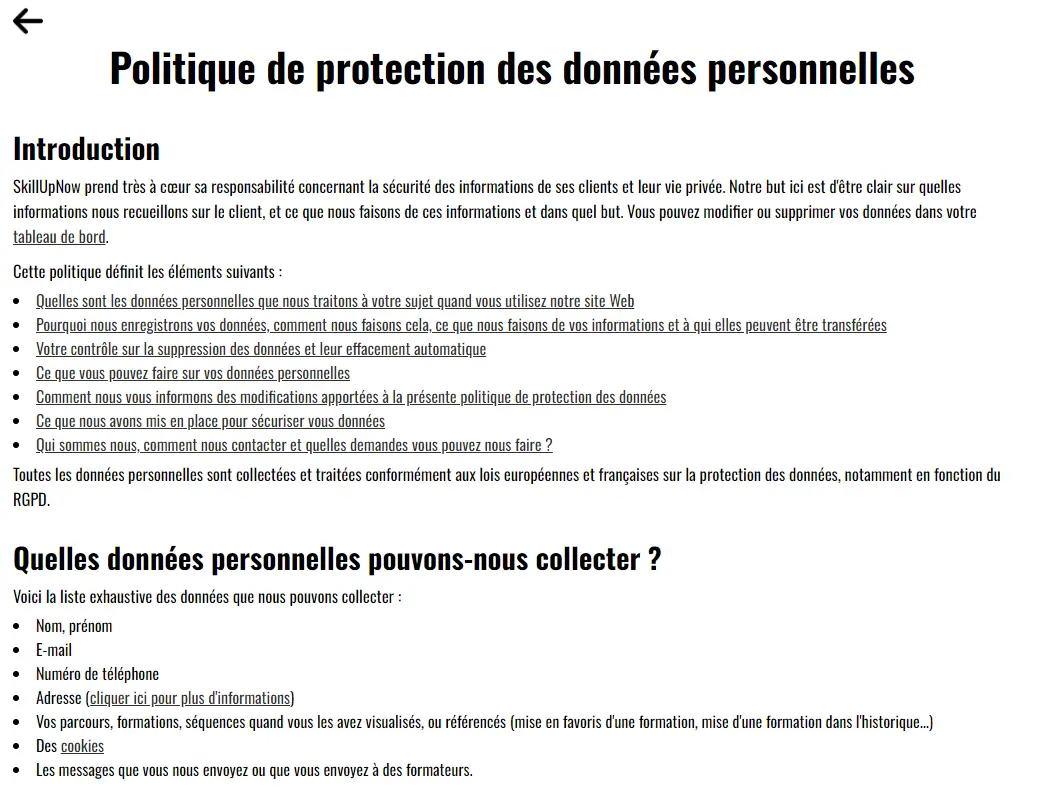 Politique de protection des données personnelles
Introduction
SkillUpNow prend très à cœur sa responsabilité concernant la sécurité des informations de ses clients et leur vie privée. Notre but ici est d'être clair sur quelles
informations nous recueillons sur le client, et ce que nous faisons de ces informations et dans quel but. Vous pouvez modifier ou supprimer vos données dans votre
tableau de bord.
Cette politique définit les éléments suivants :
• Quelles sont les données personnelles que nous traitons à votre sujet quand vous utilisez notre site Web
• Pourquoi nous enregistrons vos données, comment nous faisons cela, ce que nous faisons de vos informations et à qui elles peuvent être transférées
• Votre contrôle sur la suppression des données et leur effacement automatique
• Ce que vous pouvez faire sur vos données personnelles
• Comment nous vous informons des modifications apportées à la présente politique de protection des données
• Ce que nous avons mis en place pour sécuriser vous données
• Qui sommes nous, comment nous contacter et quelles demandes vous pouvez nous faire ?
Toutes les données personnelles sont collectées et traitées conformément aux lois européennes et françaises sur la protection des données, notamment en fonction du
RGPD.
Quelles données personnelles pouvons-nous collecter ?
Voici la liste exhaustive des données que nous pouvons collecter :
• Nom, prénom
• E-mail
• Numéro de téléphone
• Adresse (cliquer ici pour plus d'informations)
• Vos parcours, formations, séquences quand vous les avez visualisés, ou référencés (mise en favoris d'une formation, mise d'une formation dans l'historique...)
• Des cookies
• Les messages que vous nous envoyez ou que vous envoyez à des formateurs.